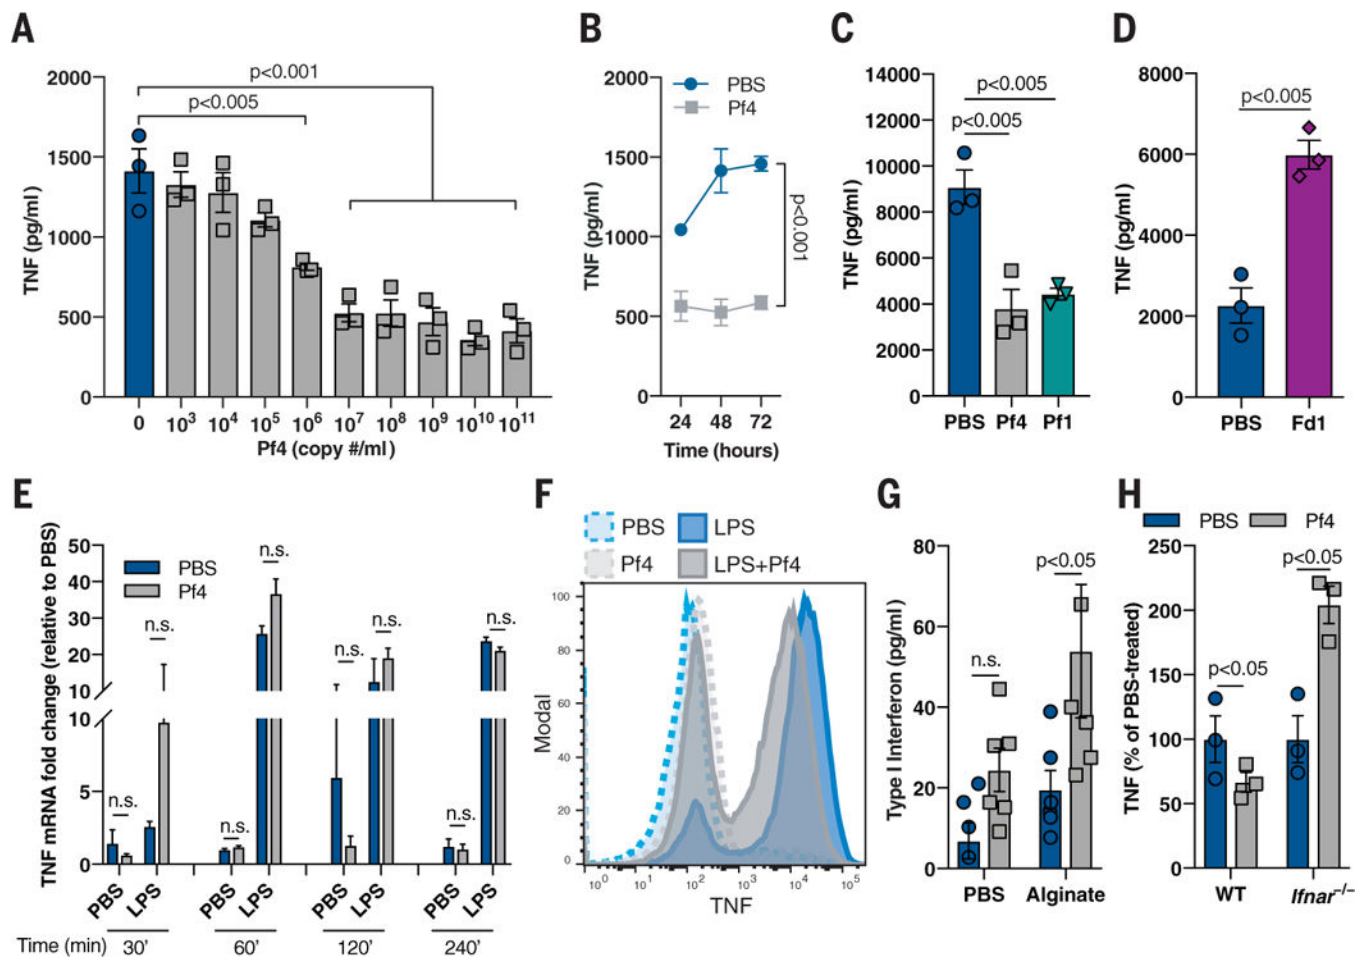 A
TNF (pg/ml)
2000
1500
1000
500
0
p<0.001
p<0.005
0 10³ 10⁴ 10⁵ 10⁶ 10⁷ 10⁸ 10⁹ 10¹⁰ 10¹¹
Pf4 (copy #/ml)
B
TNF (pg/ml)
2000
1500
1000
500
0
PBS
Pf4
p<0.001
24 48 72
Time (hours)
C
TNF (pg/ml)
14000
12000
10000
8000
6000
4000
2000
0
p<0.005
p<0.005
PBS Pf4 Pf1
D
TNF (pg/ml)
8000
6000
4000
2000
0
p<0.005
PBS Fd1
E
TNF mRNA fold change (relative to PBS)
50
40
30
20
10
10
5
0
PBS
Pf4
n.s. n.s. n.s. n.s. n.s. n.s. n.s. n.s.
PBS LPS PBS LPS PBS LPS PBS LPS
Time (min) 30' 60' 120' 240'
F
PBS LPS
Pf4 LPS+Pf4
Modal
100
80
60
40
20
0
10⁰ 10² 10³ 10⁴ 10⁵
TNF
G
Type I Interferon (pg/ml)
80
60
40
20
0
n.s.
p<0.05
PBS Alginate
H
PBS Pf4
TNF (% of PBS-treated)
250
200
150
100
50
0
p<0.05
p<0.05
WT Ifnar⁻/⁻